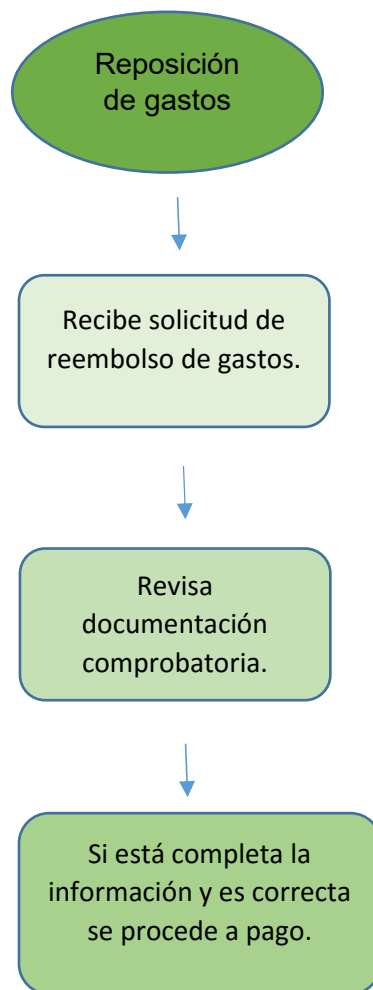 Reposición
de gastos
Recibe solicitud de
reembolso de gastos.
Revisa
documentación
comprobatoria.
Si está completa la
información y es correcta
se procede a pago.